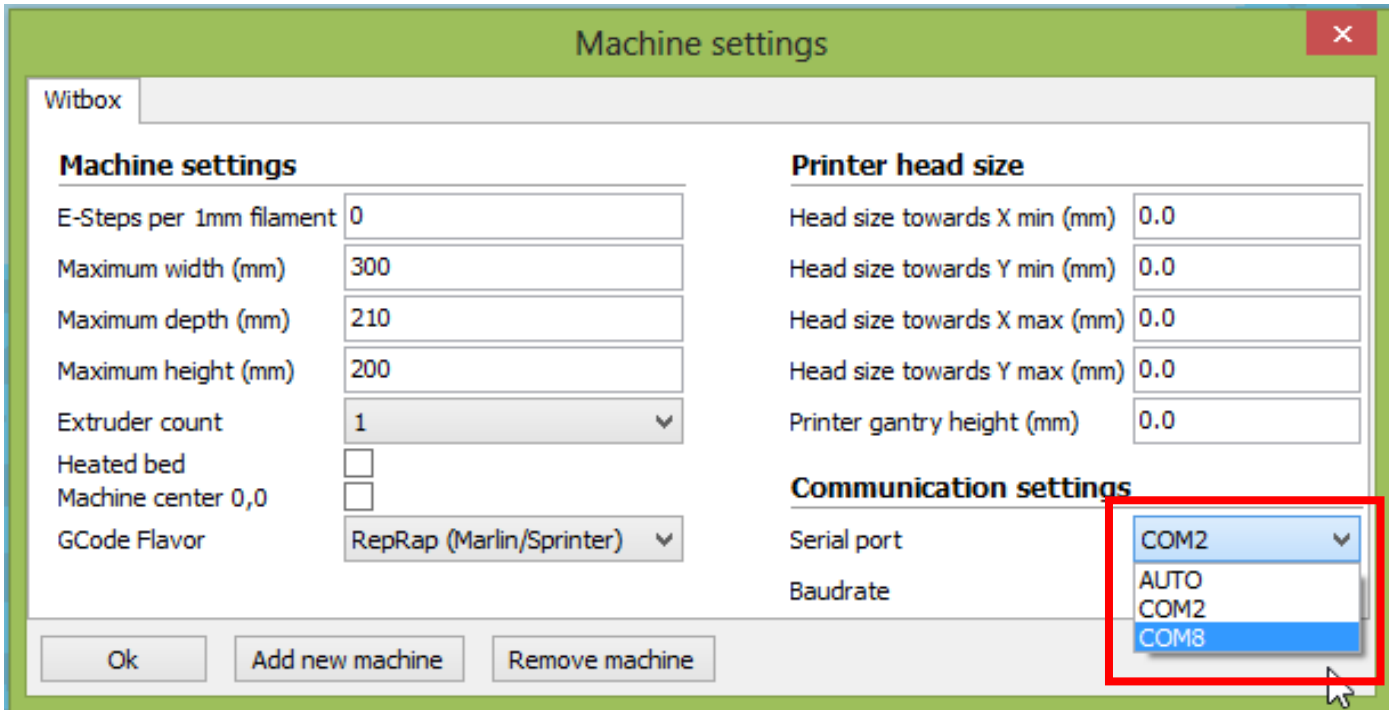 Machine settings
Witbox
Machine settings
E-Steps per 1mm filament 0
Maximum width (mm) 300
Maximum depth (mm) 210
Maximum height (mm) 200
Extruder count 1
Heated bed
Machine center 0,0
GCode Flavor RepRap (Marlin/Sprinter)
Printer head size
Head size towards X min (mm) 0.0
Head size towards Y min (mm) 0.0
Head size towards X max (mm) 0.0
Head size towards Y max (mm) 0.0
Printer gantry height (mm) 0.0
Communication settings
Serial port COM2
AUTO
COM2
COM8
Baudrate
Ok Add new machine Remove machine